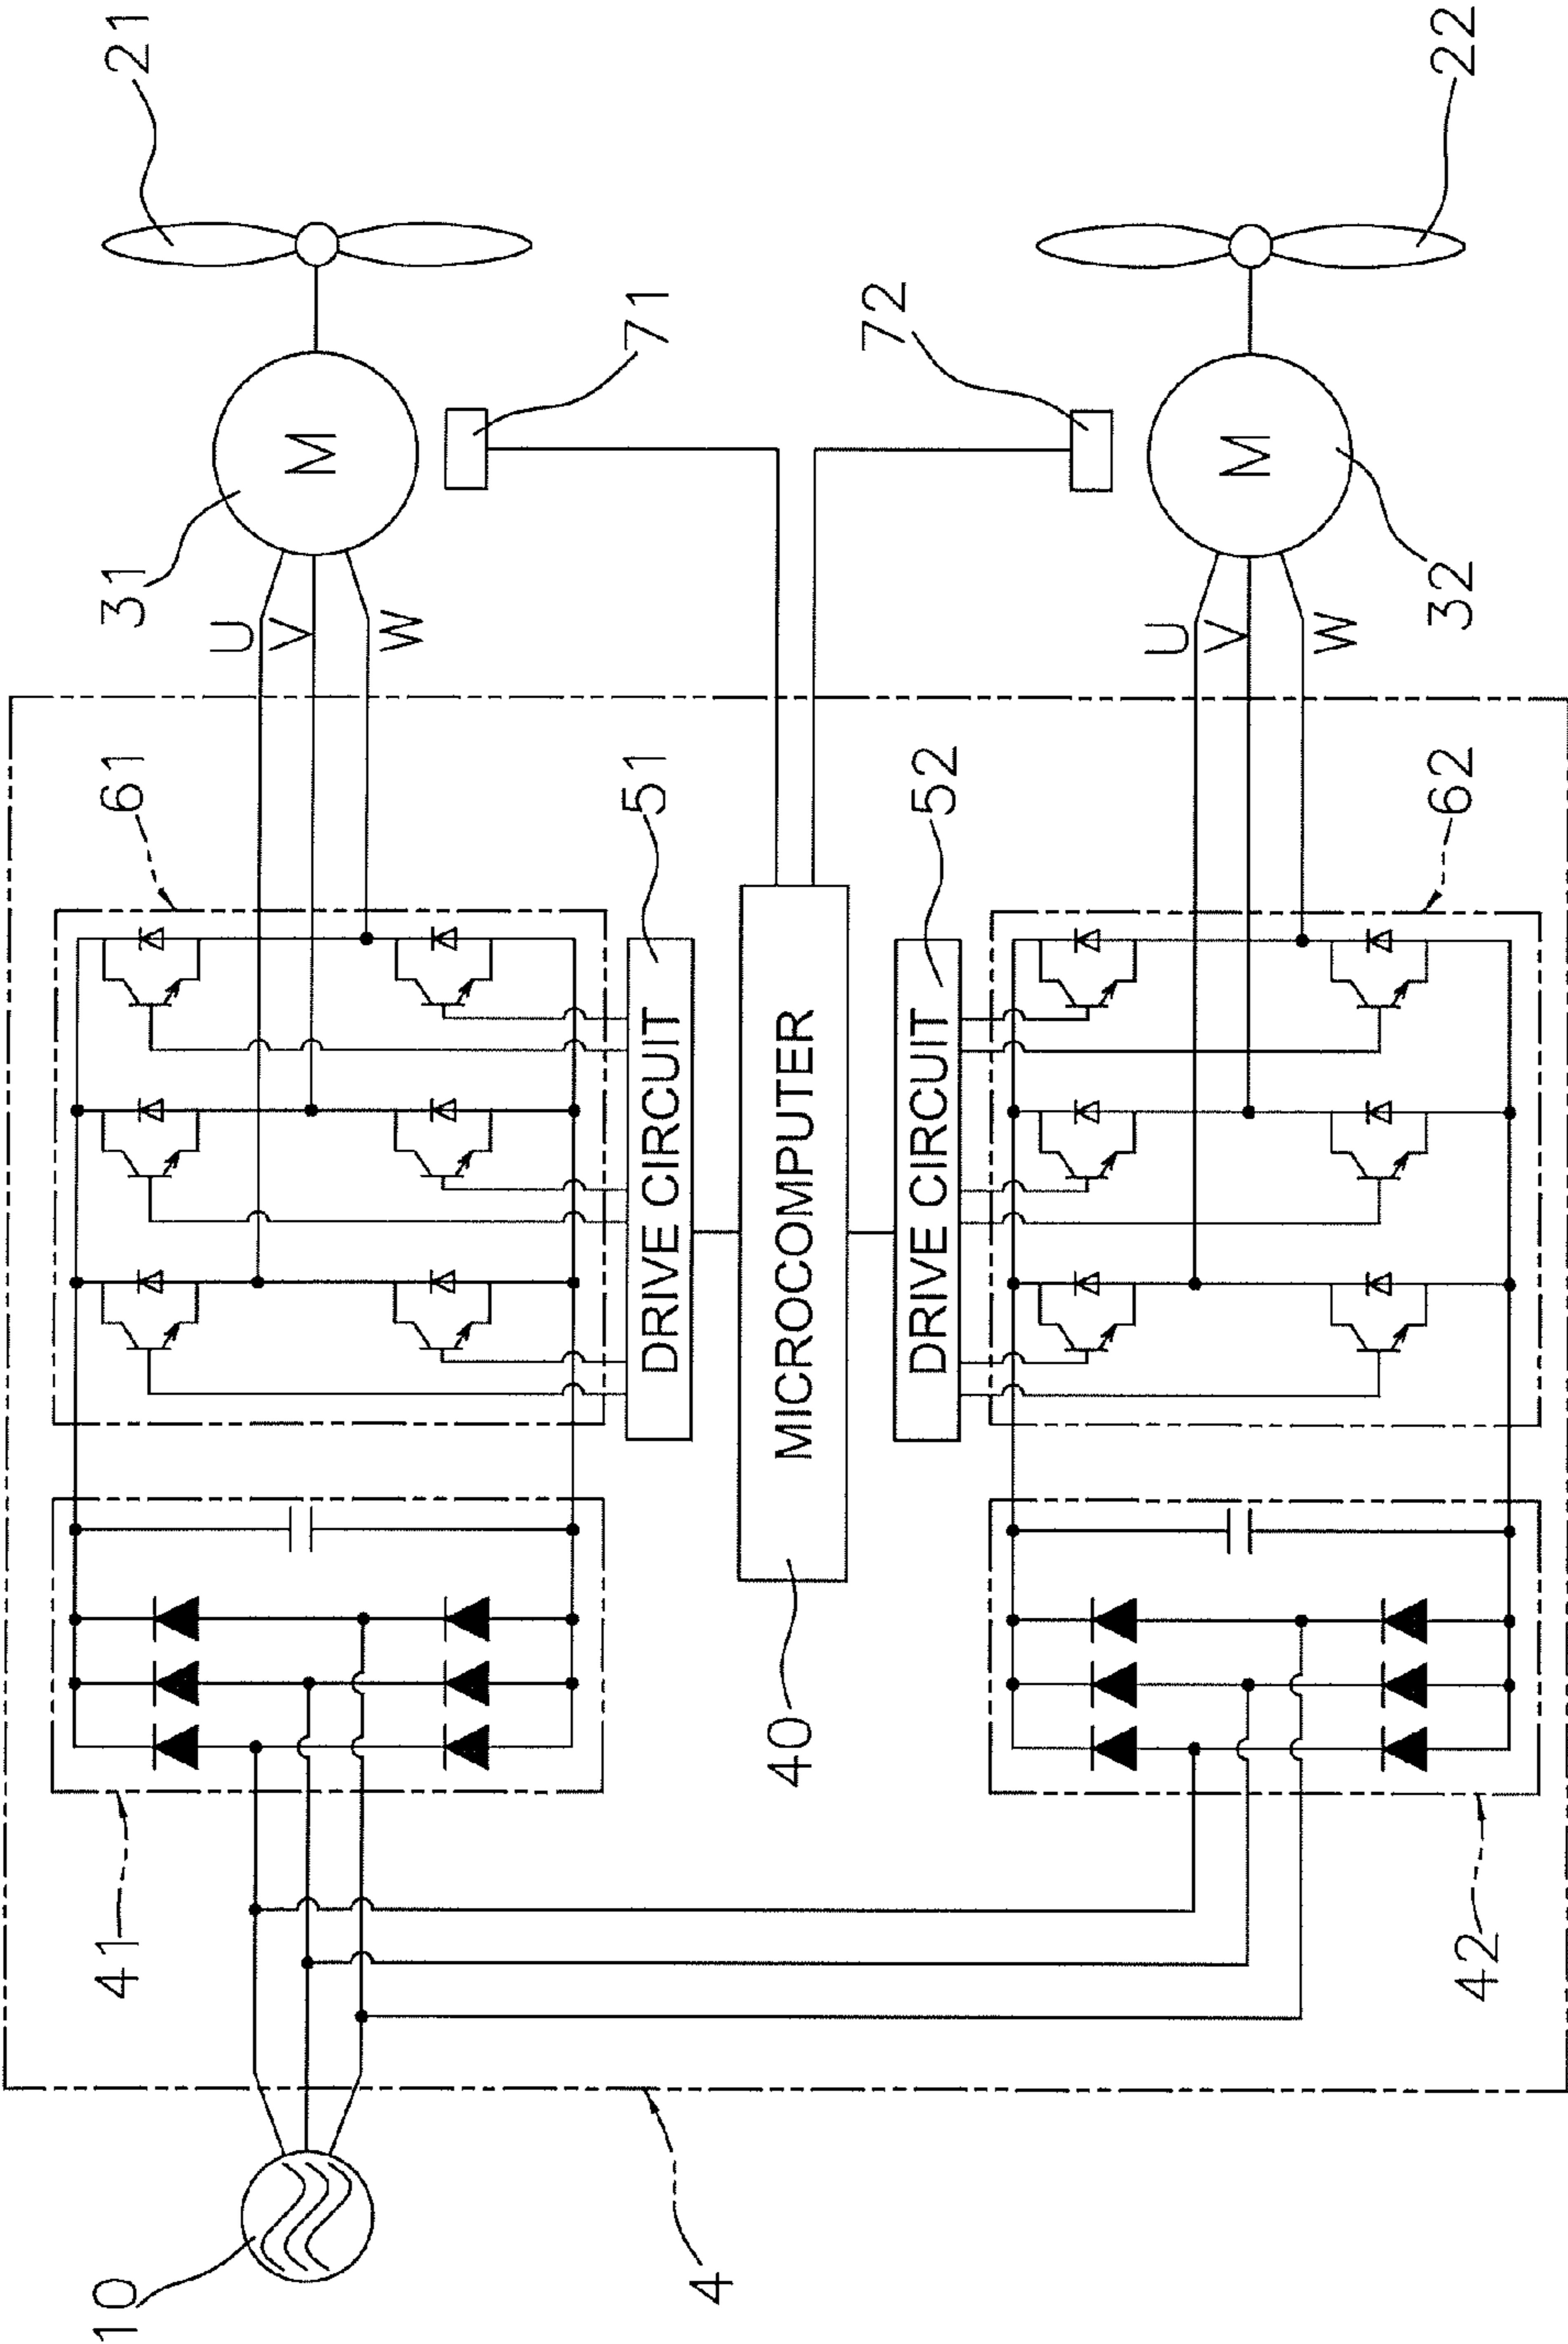 21
22
71
72
M
M
31
32
U
V
W
U
V
W
61
51
52
62
DRIVE CIRCUIT
MICROCOMPUTER
DRIVE CIRCUIT
40
41
42
10
4